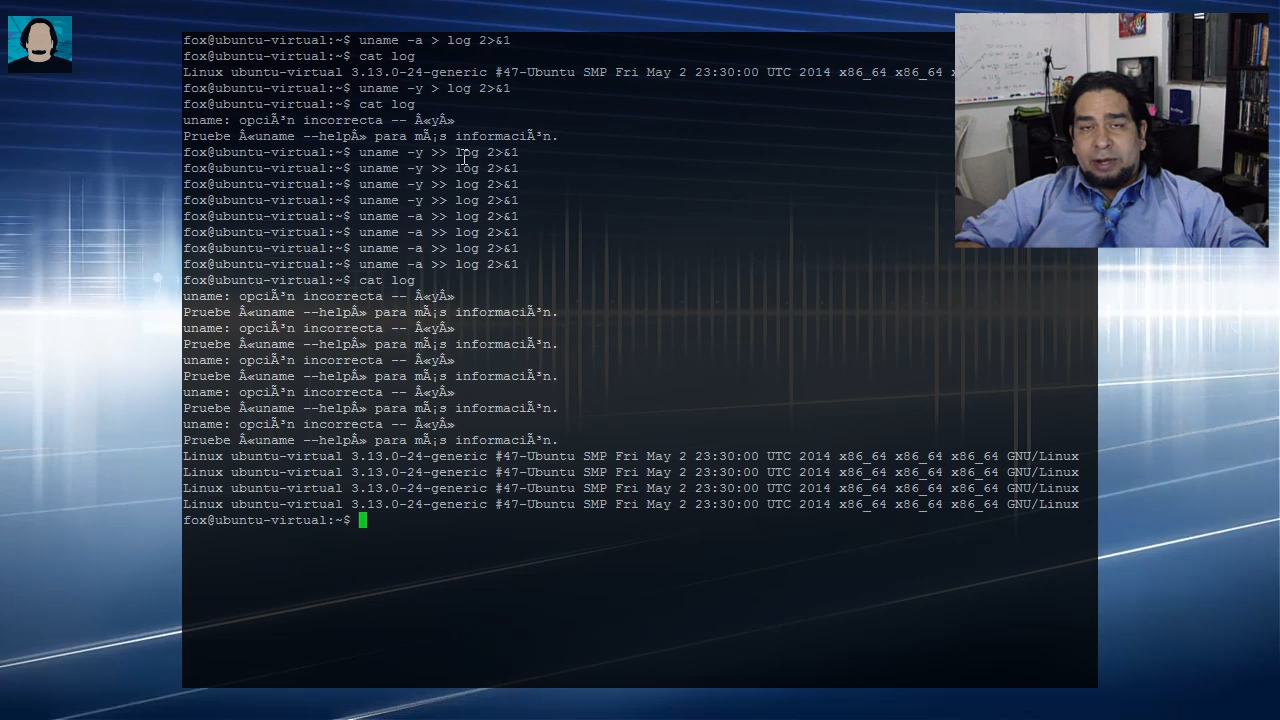 fox@ubuntu-virtual:~$ uname -a > log 2>&1
fox@ubuntu-virtual:~$ cat log
Linux ubuntu-virtual 3.13.0-24-generic #47-Ubuntu SMP Fri May 2 23:30:00 UTC 2014 x86_64 x86_64
fox@ubuntu-virtual:~$ uname -y > log 2>&1
fox@ubuntu-virtual:~$ cat log
uname: opciÃ³n incorrecta -- Â«yÂ»
Pruebe Â«uname --helpÂ» para mÃ¡s informaciÃ³n.
fox@ubuntu-virtual:~$ uname -y >> log 2>&1
fox@ubuntu-virtual:~$ uname -y >> log 2>&1
fox@ubuntu-virtual:~$ uname -y >> log 2>&1
fox@ubuntu-virtual:~$ uname -y >> log 2>&1
fox@ubuntu-virtual:~$ uname -a >> log 2>&1
fox@ubuntu-virtual:~$ uname -a >> log 2>&1
fox@ubuntu-virtual:~$ uname -a >> log 2>&1
fox@ubuntu-virtual:~$ uname -a >> log 2>&1
fox@ubuntu-virtual:~$ cat log
uname: opciÃ³n incorrecta -- Â«yÂ»
Pruebe Â«uname --helpÂ» para mÃ¡s informaciÃ³n.
uname: opciÃ³n incorrecta -- Â«yÂ»
Pruebe Â«uname --helpÂ» para mÃ¡s informaciÃ³n.
uname: opciÃ³n incorrecta -- Â«yÂ»
Pruebe Â«uname --helpÂ» para mÃ¡s informaciÃ³n.
uname: opciÃ³n incorrecta -- Â«yÂ»
Pruebe Â«uname --helpÂ» para mÃ¡s informaciÃ³n.
uname: opciÃ³n incorrecta -- Â«yÂ»
Pruebe Â«uname --helpÂ» para mÃ¡s informaciÃ³n.
Linux ubuntu-virtual 3.13.0-24-generic #47-Ubuntu SMP Fri May 2 23:30:00 UTC 2014 x86_64 x86_64 x86_64 GNU/Linux
Linux ubuntu-virtual 3.13.0-24-generic #47-Ubuntu SMP Fri May 2 23:30:00 UTC 2014 x86_64 x86_64 x86_64 GNU/Linux
Linux ubuntu-virtual 3.13.0-24-generic #47-Ubuntu SMP Fri May 2 23:30:00 UTC 2014 x86_64 x86_64 x86_64 GNU/Linux
Linux ubuntu-virtual 3.13.0-24-generic #47-Ubuntu SMP Fri May 2 23:30:00 UTC 2014 x86_64 x86_64 x86_64 GNU/Linux
fox@ubuntu-virtual:~$